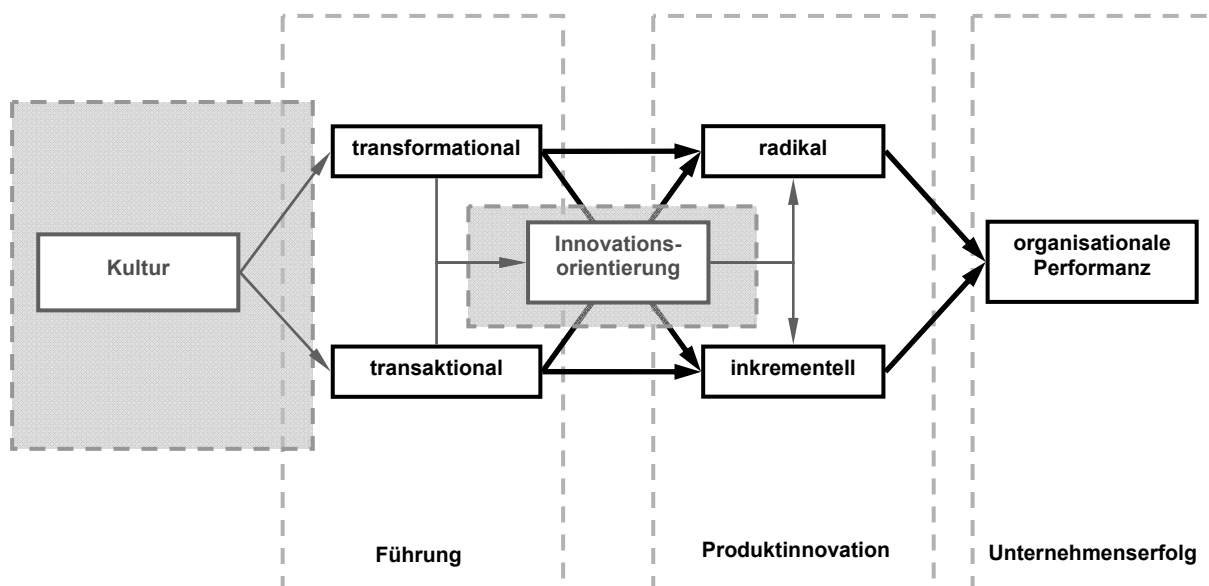 transformational
radikal
Kultur
Innovations-
orientierung
organisationale
Performanz
transaktional
inkrementell
Führung
Produktinnovation
Unternehmenserfolg